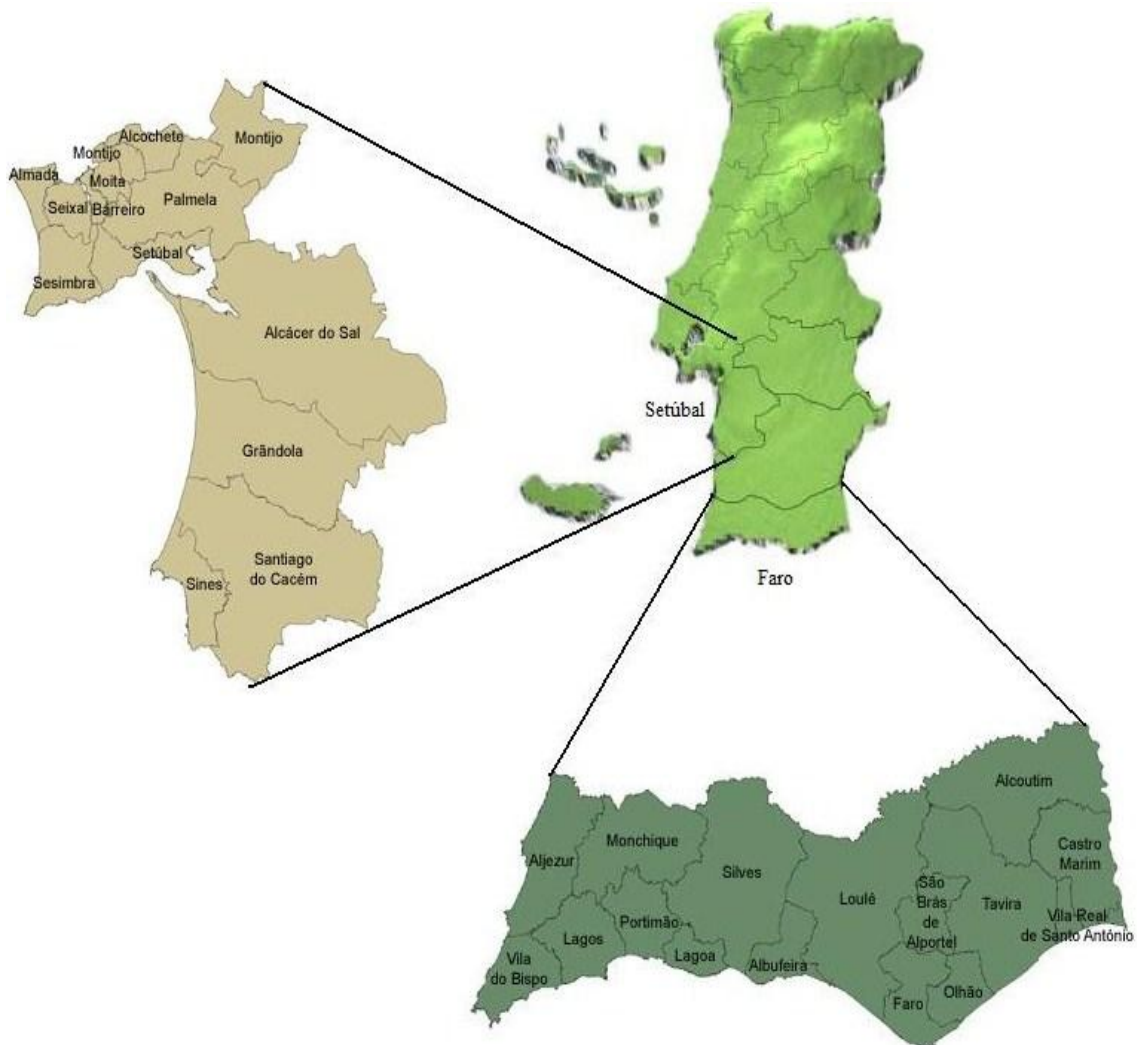 Alcochete
Montijo
Montijo
Almada
Moita
Palmela
Seixal
Barreiro
Setúbal
Sesimbra
Alcácer do Sal
Grândola
Santiago
do Cacém
Sines
Setúbal
Faro
Alcoutim
Castro
Marim
Monchique
Aljezur
Silves
São
Brás
de
Alportel
Loulé
Tavira
Portimão
Vila Real
de Santo António
Lagos
Lagoa
Albufeira
Vila
do Bispo
Faro
Olhão